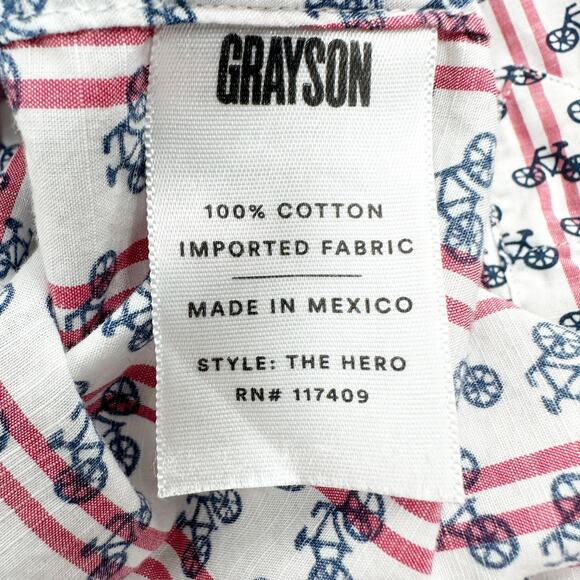 GRAYSON
100% COTTON
IMPORTED FABRIC
MADE IN MEXICO
STYLE: THE HERO
RN# 117409